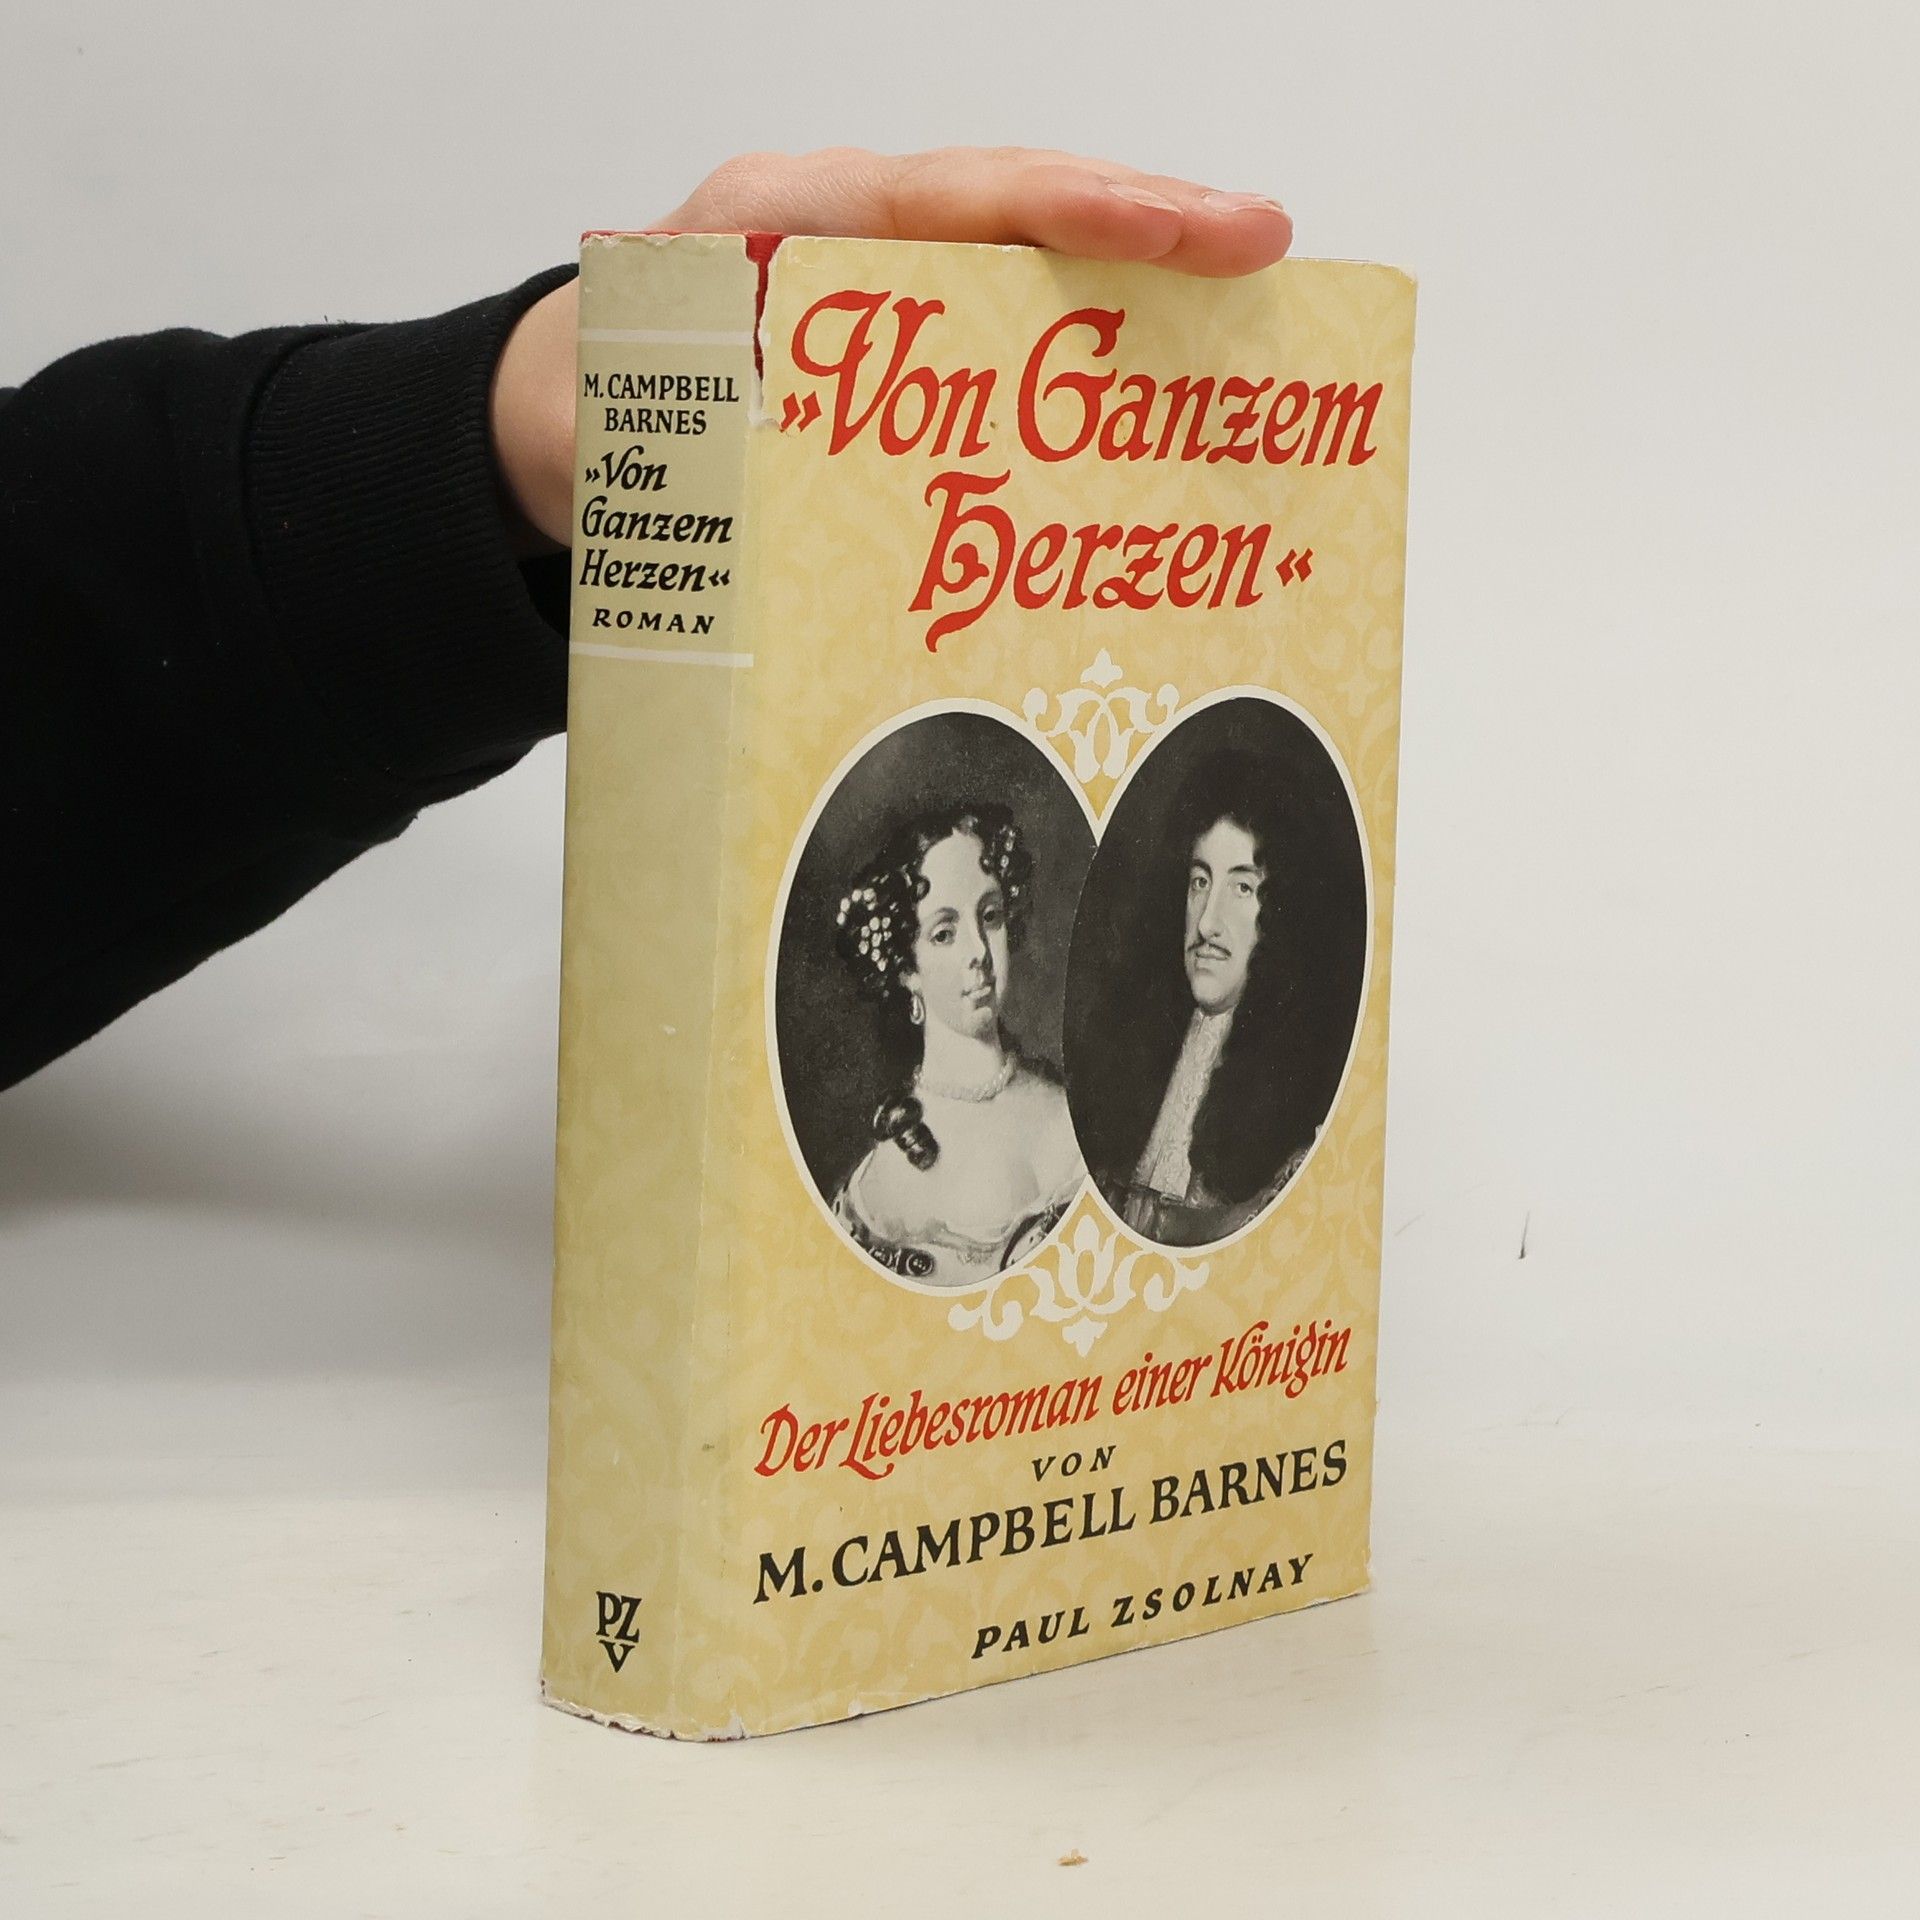 M. CAMPBELL
BARNES
»Von
Ganzem
Herzen«
ROMAN
PZ
V
»Von Ganzem
Herzen«
Der Liebesroman einer Königin
VON
M. CAMPBELL BARNES
PAUL ZSOLNAY